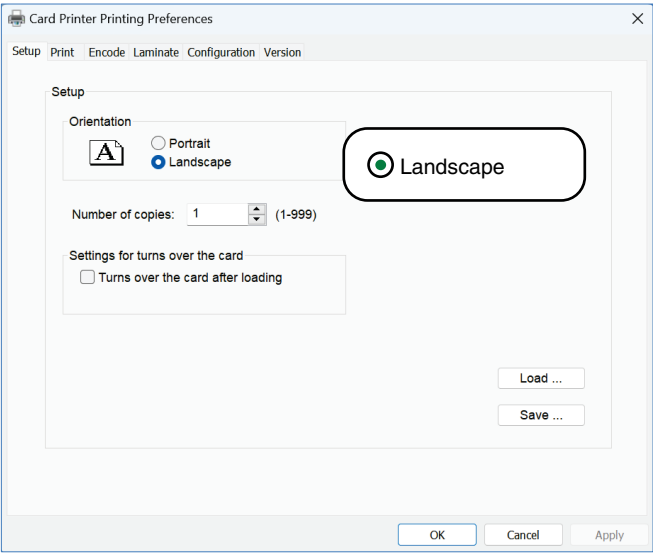 Card Printer Printing Preferences
Setup Print Encode Laminate Configuration Version
Setup
Orientation
A
Portrait
Landscape
Landscape
Number of copies: 1 (1-999)
Settings for turns over the card
Turns over the card after loading
Load ...
Save ...
OK Cancel Apply